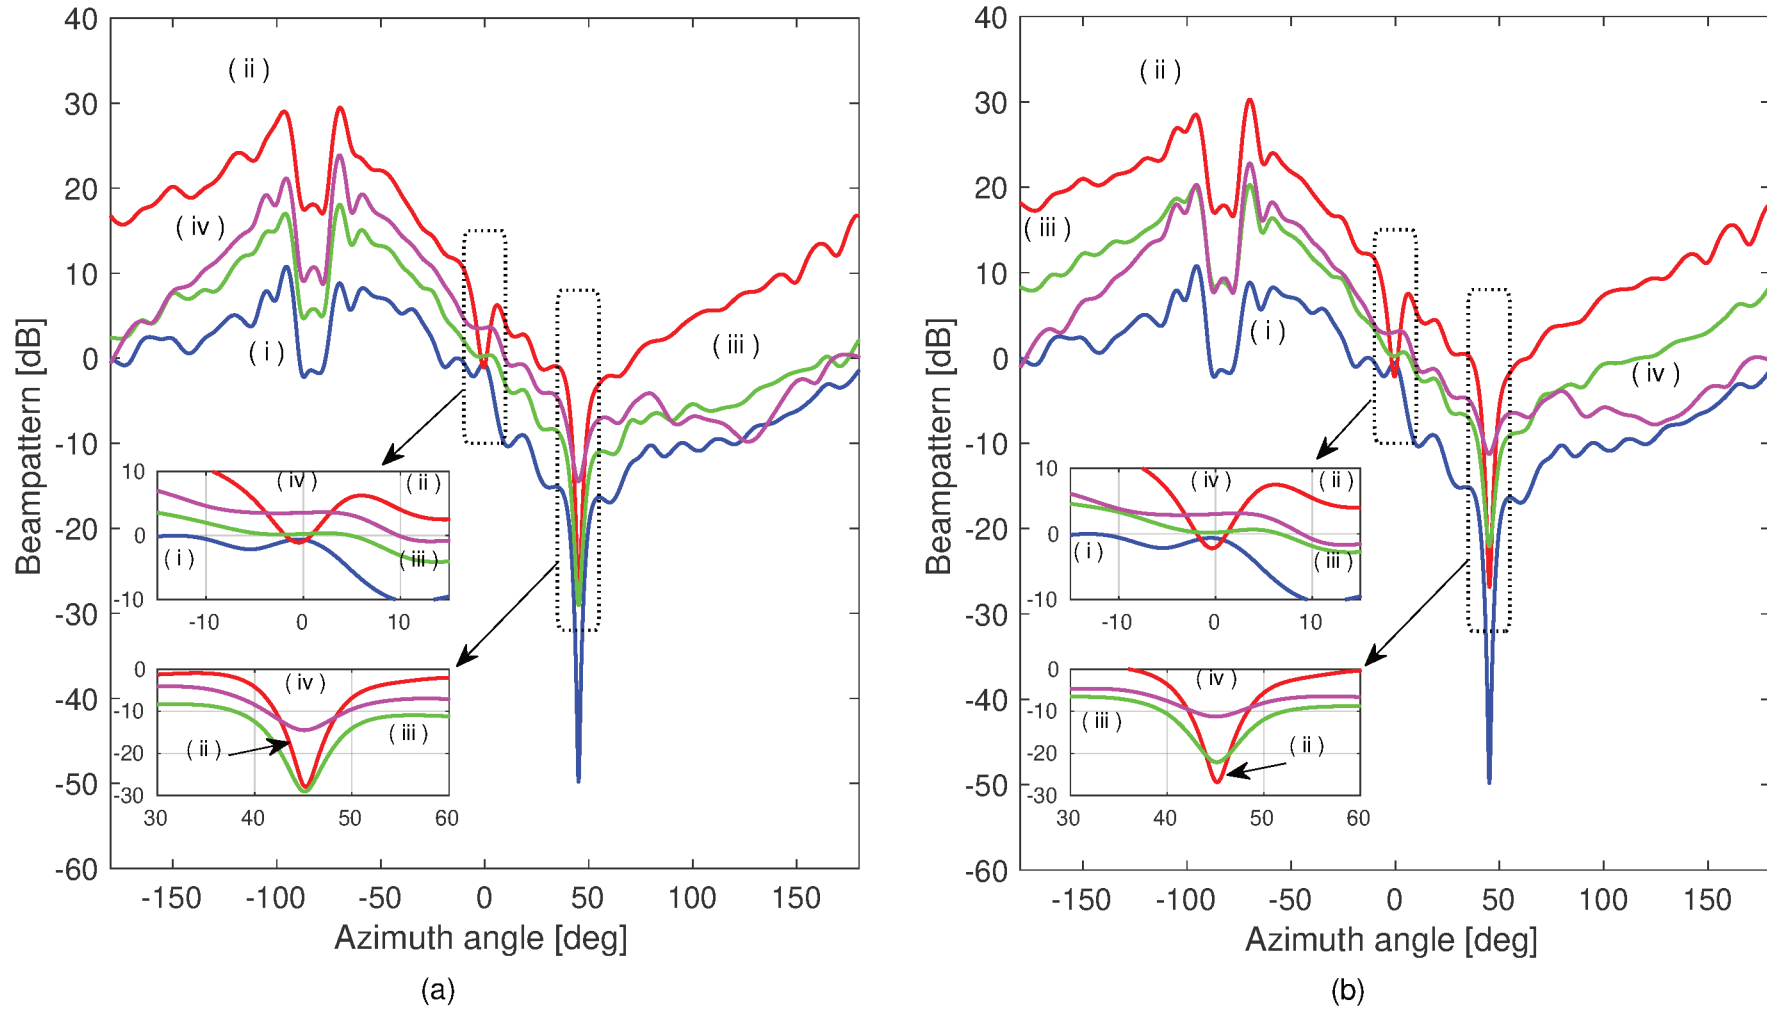 40
30
20
10
0
-10
-20
-30
-40
-50
-60
Beampattern [dB]
( ii )
( iv )
( i )
( iii )
10
0
-10
( iv )
( ii )
( i )
( iii )
-10
0
10
0
-10
-20
-30
( iv )
( ii )
( iii )
30
40
50
60
-150
-100
-50
0
50
100
150
Azimuth angle [deg]
(a)
40
30
20
10
0
-10
-20
-30
-40
-50
-60
Beampattern [dB]
( ii )
( iii )
( i )
( iv )
10
0
-10
( iv )
( ii )
( i )
( iii )
-10
0
10
0
-10
-20
-30
( iv )
( iii )
( ii )
30
40
50
60
-150
-100
-50
0
50
100
150
Azimuth angle [deg]
(b)